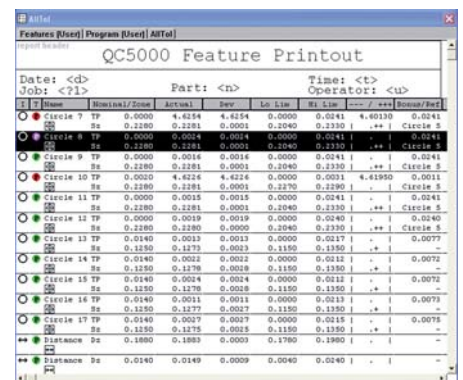 AllTol
Features [User] Program [User] AllTol
report header
QC5000 Feature Printout
Date: <d> Time: <t>
Job: <?1> Part: <n> Operator: <u>
I T Name Nominal/Zone Actual Dev Lo Lim Hi Lim --- / +++ Bonus/Ref
Circle 7 TP 0.0000 4.6254 4.6254 0.0000 0.0241 4.60130 0.0241
Sz 0.2280 0.2281 0.0001 0.2040 0.2330 | .++ | Circle 5
Circle 8 TP 0.0000 0.0024 0.0024 0.0000 0.0241 | . | 0.0241
Sz 0.2280 0.2281 0.0001 0.2040 0.2330 | .++ | Circle 5
Circle 9 TP 0.0000 0.0016 0.0016 0.0000 0.0241 | . | 0.0241
Sz 0.2280 0.2281 0.0001 0.2040 0.2330 | .++ | Circle 5
Circle 10 TP 0.0020 4.6226 4.6226 0.0000 0.0031 4.61950 0.0011
Sz 0.2280 0.2281 0.0001 0.2270 0.2290 | . | Circle 5
Circle 11 TP 0.0000 0.0015 0.0015 0.0000 0.0241 | . | 0.0241
Sz 0.2280 0.2281 0.0001 0.2040 0.2330 | .++ | Circle 5
Circle 12 TP 0.0000 0.0019 0.0019 0.0000 0.0240 | . | 0.0240
Sz 0.2280 0.2280 0.0000 0.2040 0.2330 | .++ | Circle 5
Circle 13 TP 0.0140 0.0013 0.0013 0.0000 0.0217 | . | 0.0077
Sz 0.1250 0.1273 0.0023 0.1150 0.1350 | .+ | -
Circle 14 TP 0.0140 0.0022 0.0022 0.0000 0.0212 | . | 0.0072
Sz 0.1250 0.1278 0.0028 0.1150 0.1350 | .+ | -
Circle 15 TP 0.0140 0.0024 0.0024 0.0000 0.0212 | . | 0.0072
Sz 0.1250 0.1278 0.0028 0.1150 0.1350 | .+ | -
Circle 16 TP 0.0140 0.0011 0.0011 0.0000 0.0213 | . | 0.0073
Sz 0.1250 0.1277 0.0027 0.1150 0.1350 | .+ | -
Circle 17 TP 0.0140 0.0027 0.0027 0.0000 0.0215 | . | 0.0075
Sz 0.1250 0.1275 0.0025 0.1150 0.1350 | .+ | -
Distance Dz 0.1880 0.1883 0.0003 0.1780 0.1980 | . | -
Distance Dz 0.0140 0.0149 0.0009 0.0040 0.0240 | . | -